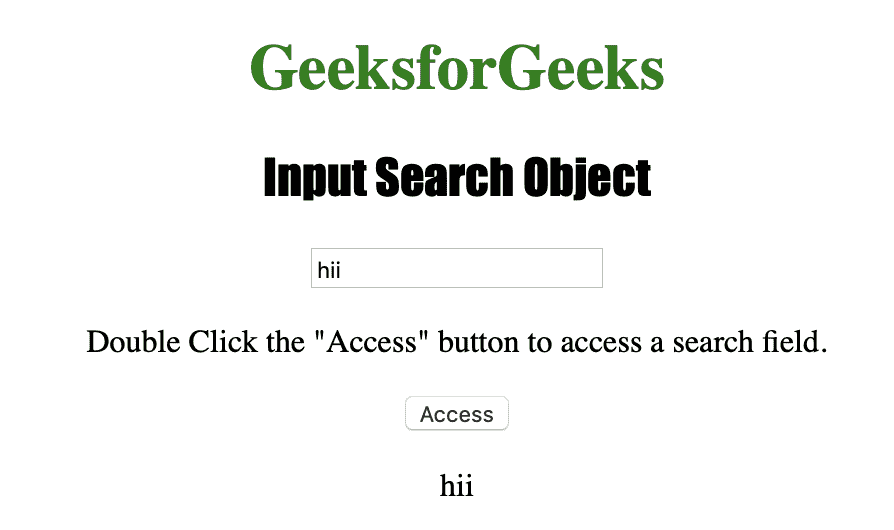 GeeksforGeeks
Input Search Object
hii
Double Click the "Access" button to access a search field.
Access
hii